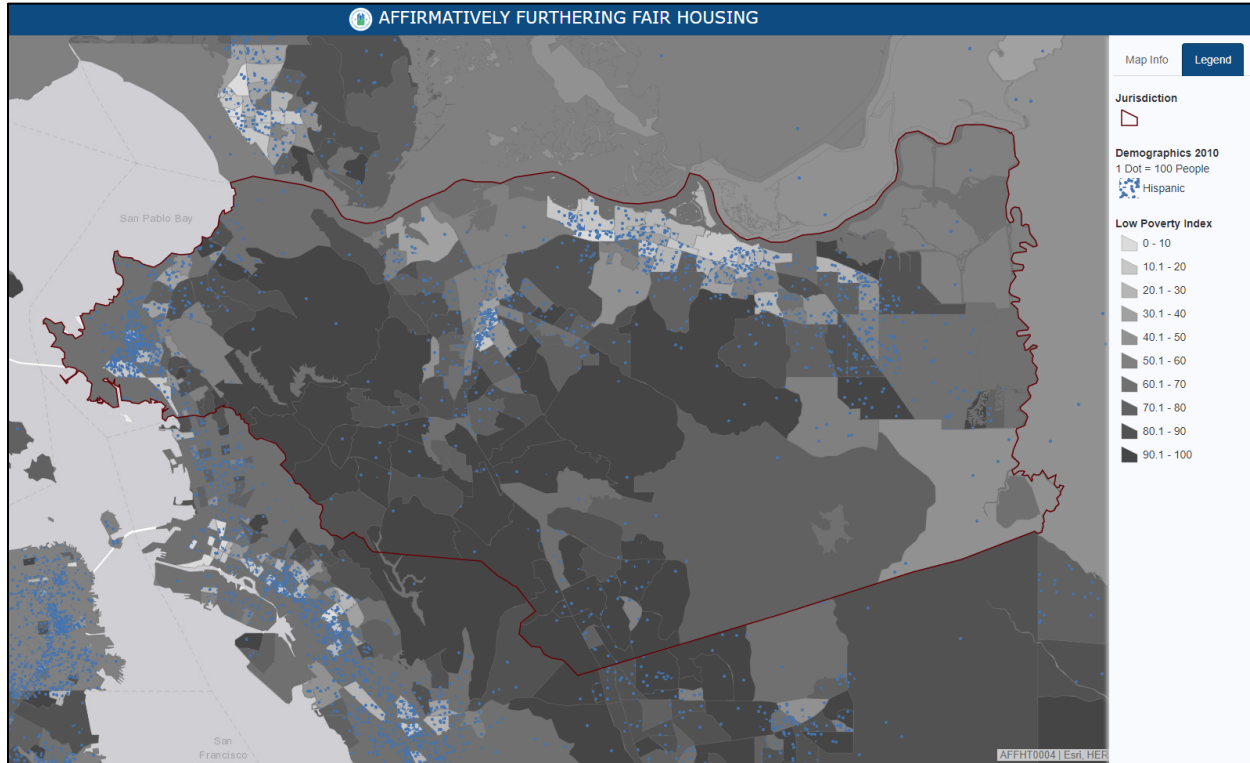 AFFIRMATIVELY FURTHERING FAIR HOUSING
Map Info
Legend
Jurisdiction
Demographics 2010
1 Dot = 100 People
Hispanic
Low Poverty Index
0 - 10
10.1 - 20
20.1 - 30
30.1 - 40
40.1 - 50
50.1 - 60
60.1 - 70
70.1 - 80
80.1 - 90
90.1 - 100
San Pablo Bay
San
Francisco
AFFHT0004 | Esri, HER